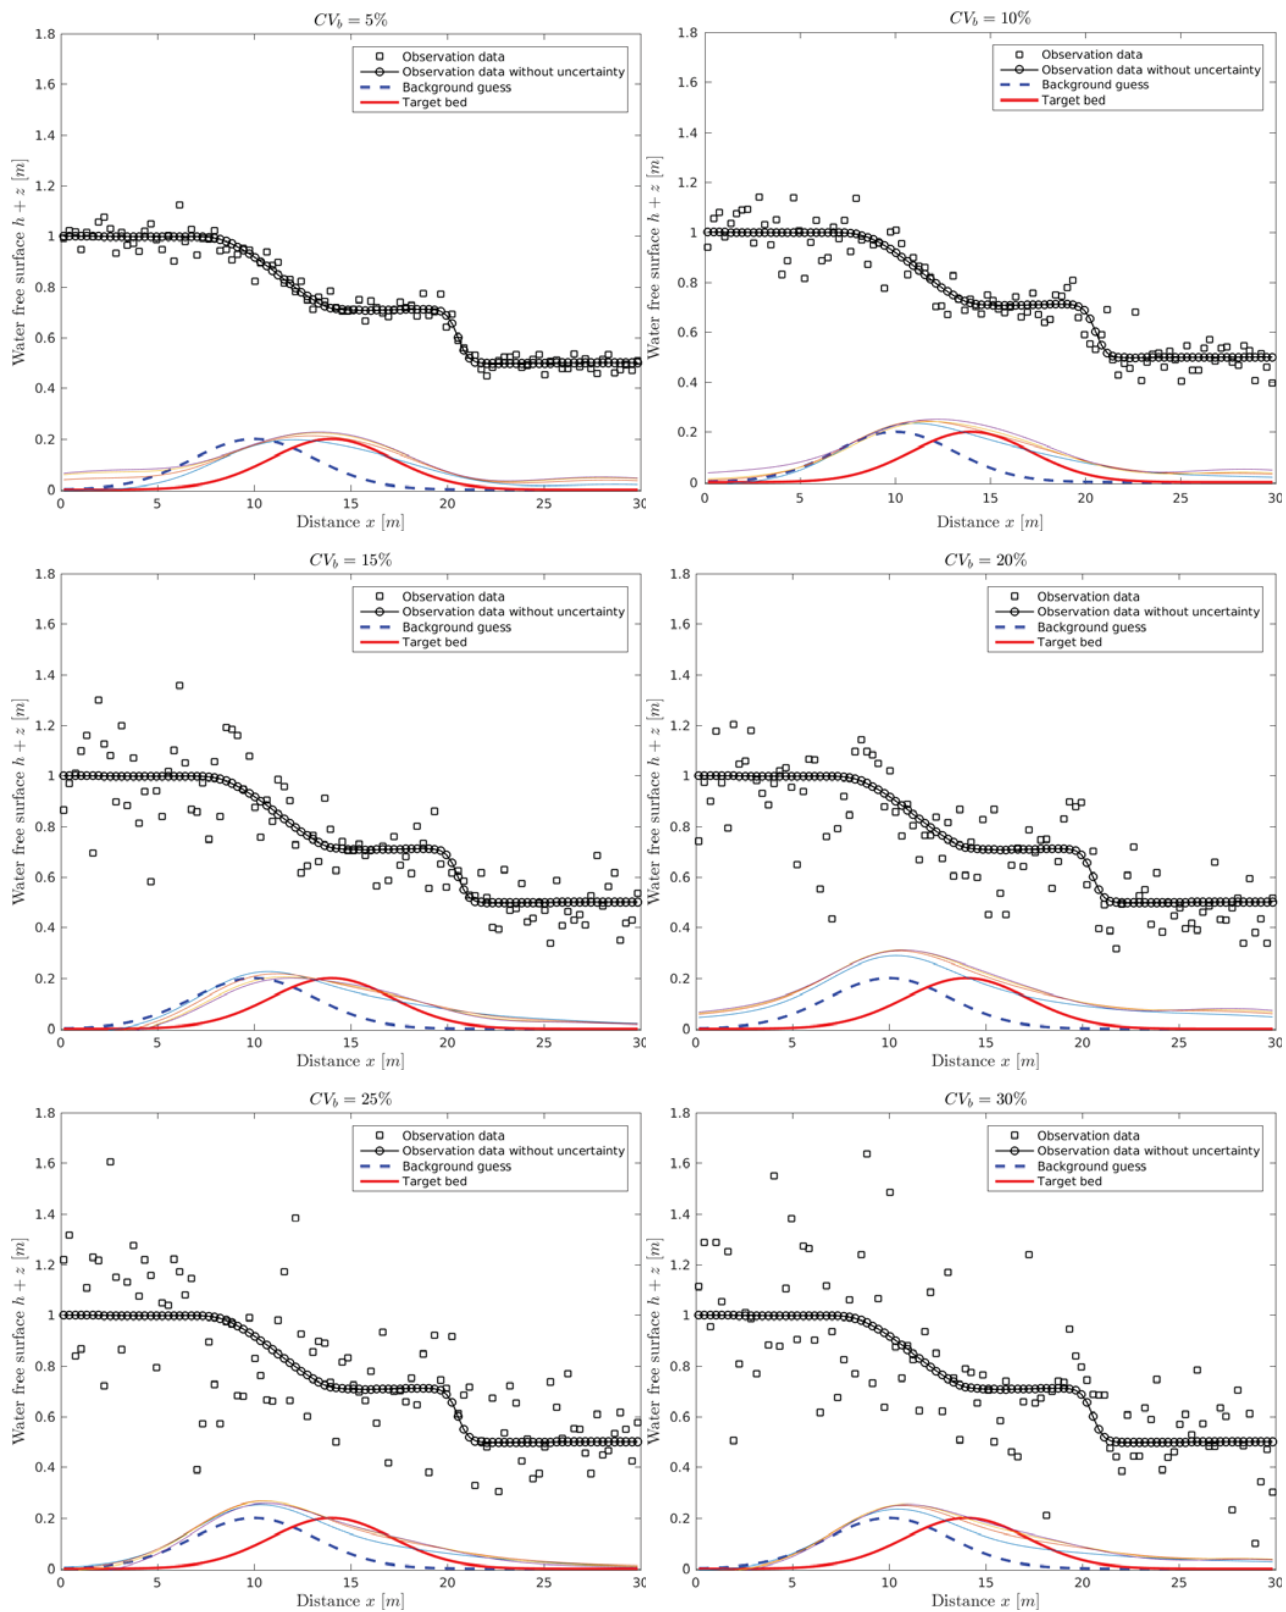 CV_b = 5%
Observation data
Observation data without uncertainty
Background guess
Target bed
Water free surface h + z [m]
1.8
1.6
1.4
1.2
1
0.8
0.6
0.4
0.2
0
0 5 10 15 20 25 30
Distance x [m]
CV_b = 10%
Observation data
Observation data without uncertainty
Background guess
Target bed
Water free surface h + z [m]
1.8
1.6
1.4
1.2
1
0.8
0.6
0.4
0.2
0
0 5 10 15 20 25 30
Distance x [m]
CV_b = 15%
Observation data
Observation data without uncertainty
Background guess
Target bed
Water free surface h + z [m]
1.8
1.6
1.4
1.2
1
0.8
0.6
0.4
0.2
0
0 5 10 15 20 25 30
Distance x [m]
CV_b = 20%
Observation data
Observation data without uncertainty
Background guess
Target bed
Water free surface h + z [m]
1.8
1.6
1.4
1.2
1
0.8
0.6
0.4
0.2
0
0 5 10 15 20 25 30
Distance x [m]
CV_b = 25%
Observation data
Observation data without uncertainty
Background guess
Target bed
Water free surface h + z [m]
1.8
1.6
1.4
1.2
1
0.8
0.6
0.4
0.2
0
0 5 10 15 20 25 30
Distance x [m]
CV_b = 30%
Observation data
Observation data without uncertainty
Background guess
Target bed
Water free surface h + z [m]
1.8
1.6
1.4
1.2
1
0.8
0.6
0.4
0.2
0
0 5 10 15 20 25 30
Distance x [m]